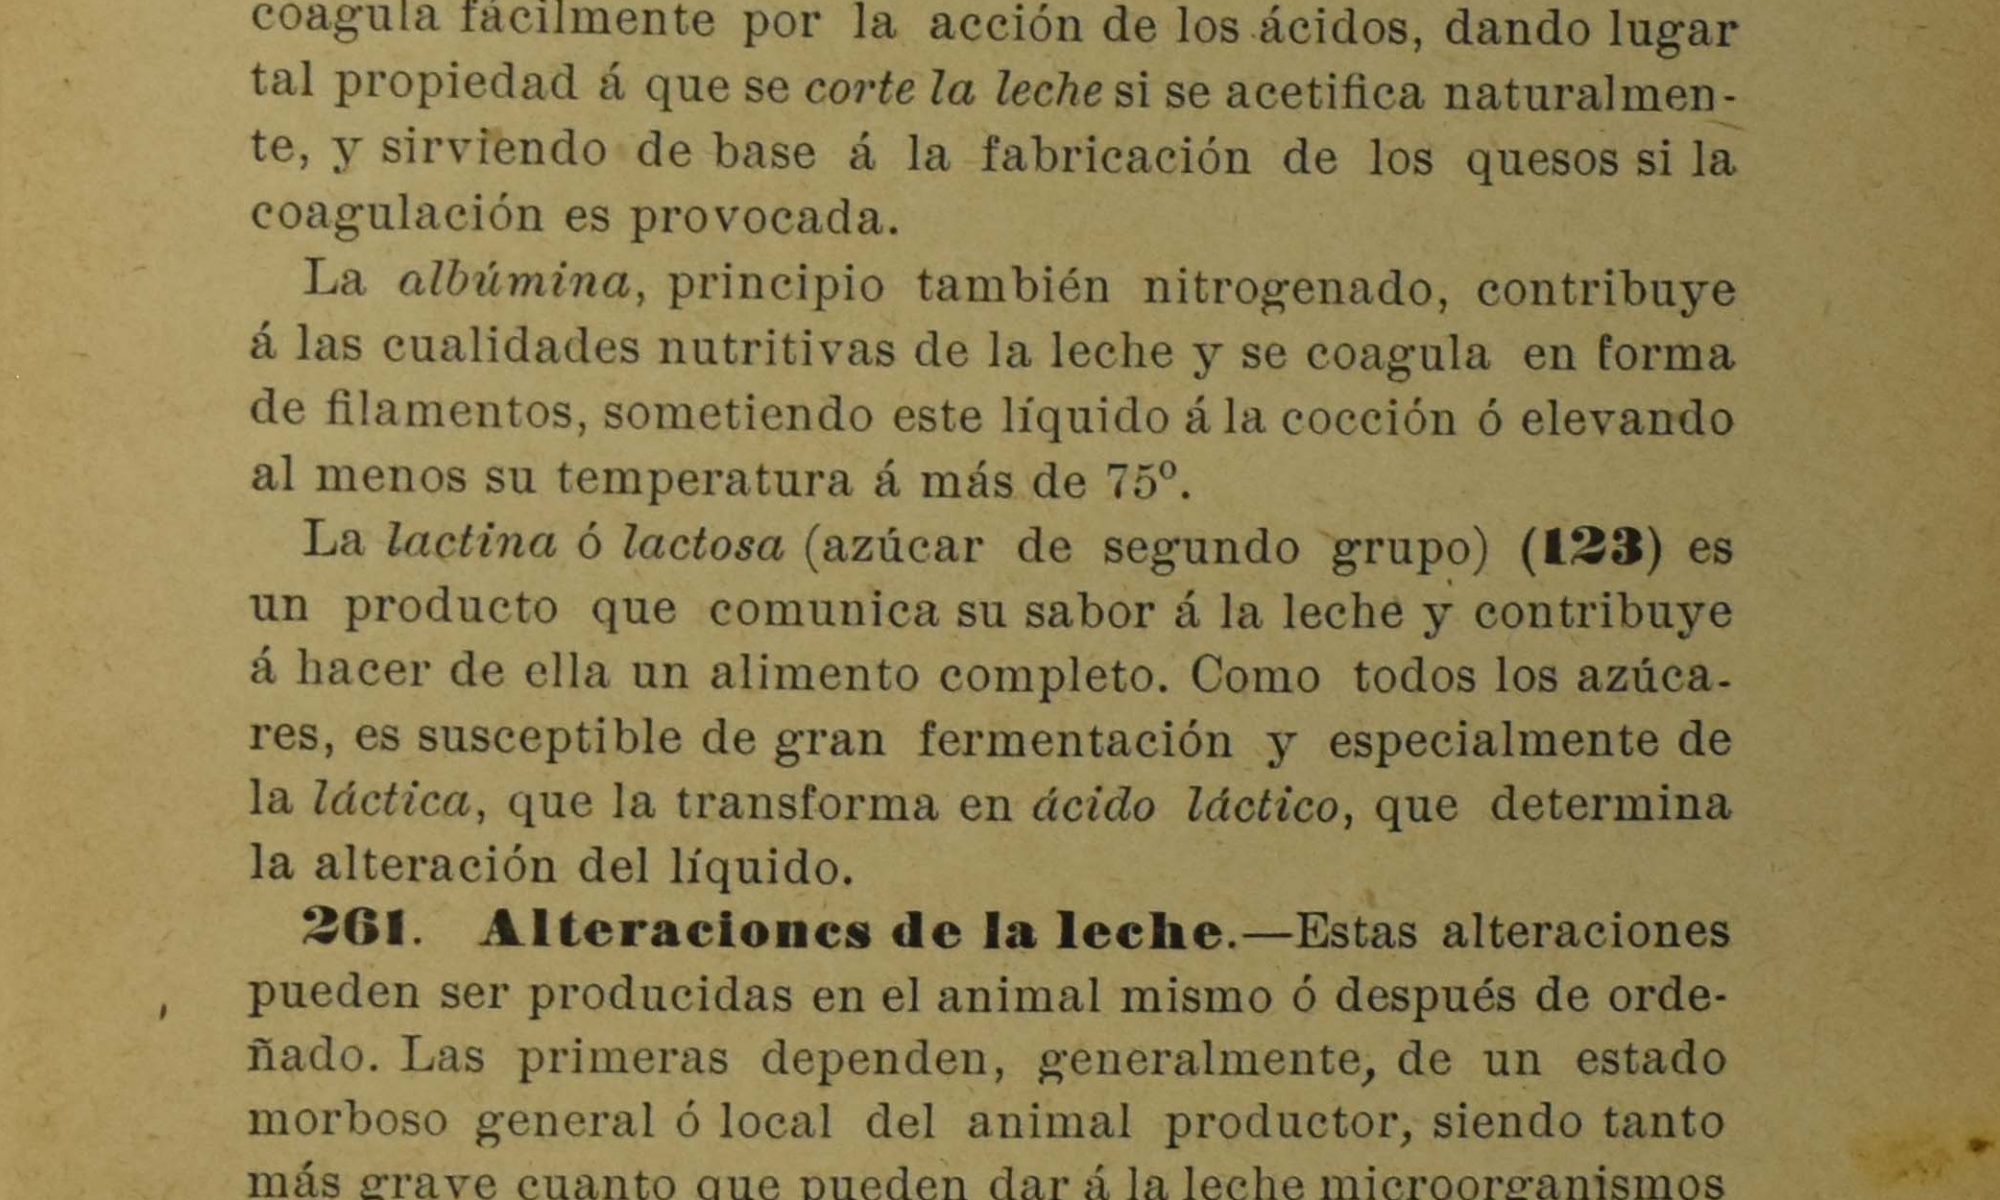 coagula fácilmente por la acción de los ácidos, dando lugar
tal propiedad á que se corte la leche si se acetifica naturalmen-
te, y sirviendo de base á la fabricación de los quesos si la
coagulación es provocada.
La albúmina, principio también nitrogenado, contribuye
á las cualidades nutritivas de la leche y se coagula en forma
de filamentos, sometiendo este líquido á la cocción ó elevando
al menos su temperatura á más de 75º.
La lactina ó lactosa (azúcar de segundo grupo) (123) es
un producto que comunica su sabor á la leche y contribuye
á hacer de ella un alimento completo. Como todos los azúca-
res, es susceptible de gran fermentación y especialmente de
la láctica, que la transforma en ácido láctico, que determina
la alteración del líquido.
261. Alteraciones de la leche.—Estas alteraciones
pueden ser producidas en el animal mismo ó después de orde-
ñado. Las primeras dependen, generalmente, de un estado
morboso general ó local del animal productor, siendo tanto
más grave cuanto que pueden dar á la leche microorganismos